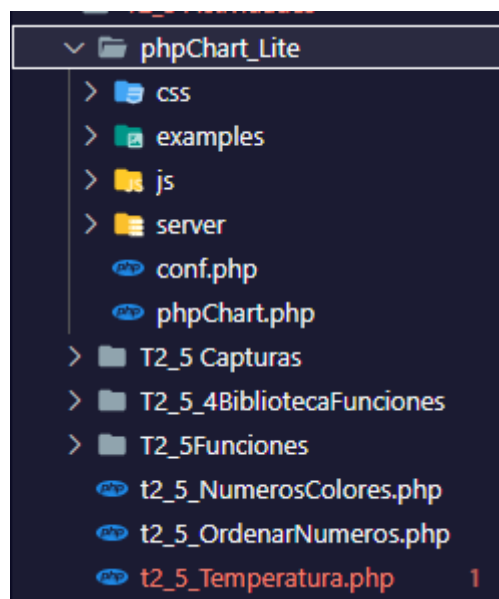 phpChart_Lite
css
examples
js
server
conf.php
phpChart.php
T2_5 Capturas
T2_5_4BibliotecaFunciones
T2_5Funciones
t2_5_NumerosColores.php
t2_5_OrdenarNumeros.php
t2_5_Temperatura.php 1